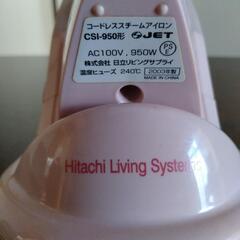 コードレススチームアイロン
CSI-950形 JET
PS E
AC100V, 950W
株式会社 日立リビングサプライ
温度ヒューズ 240℃ 2003年製
MADE IN CHINA
Hitachi Living Systems